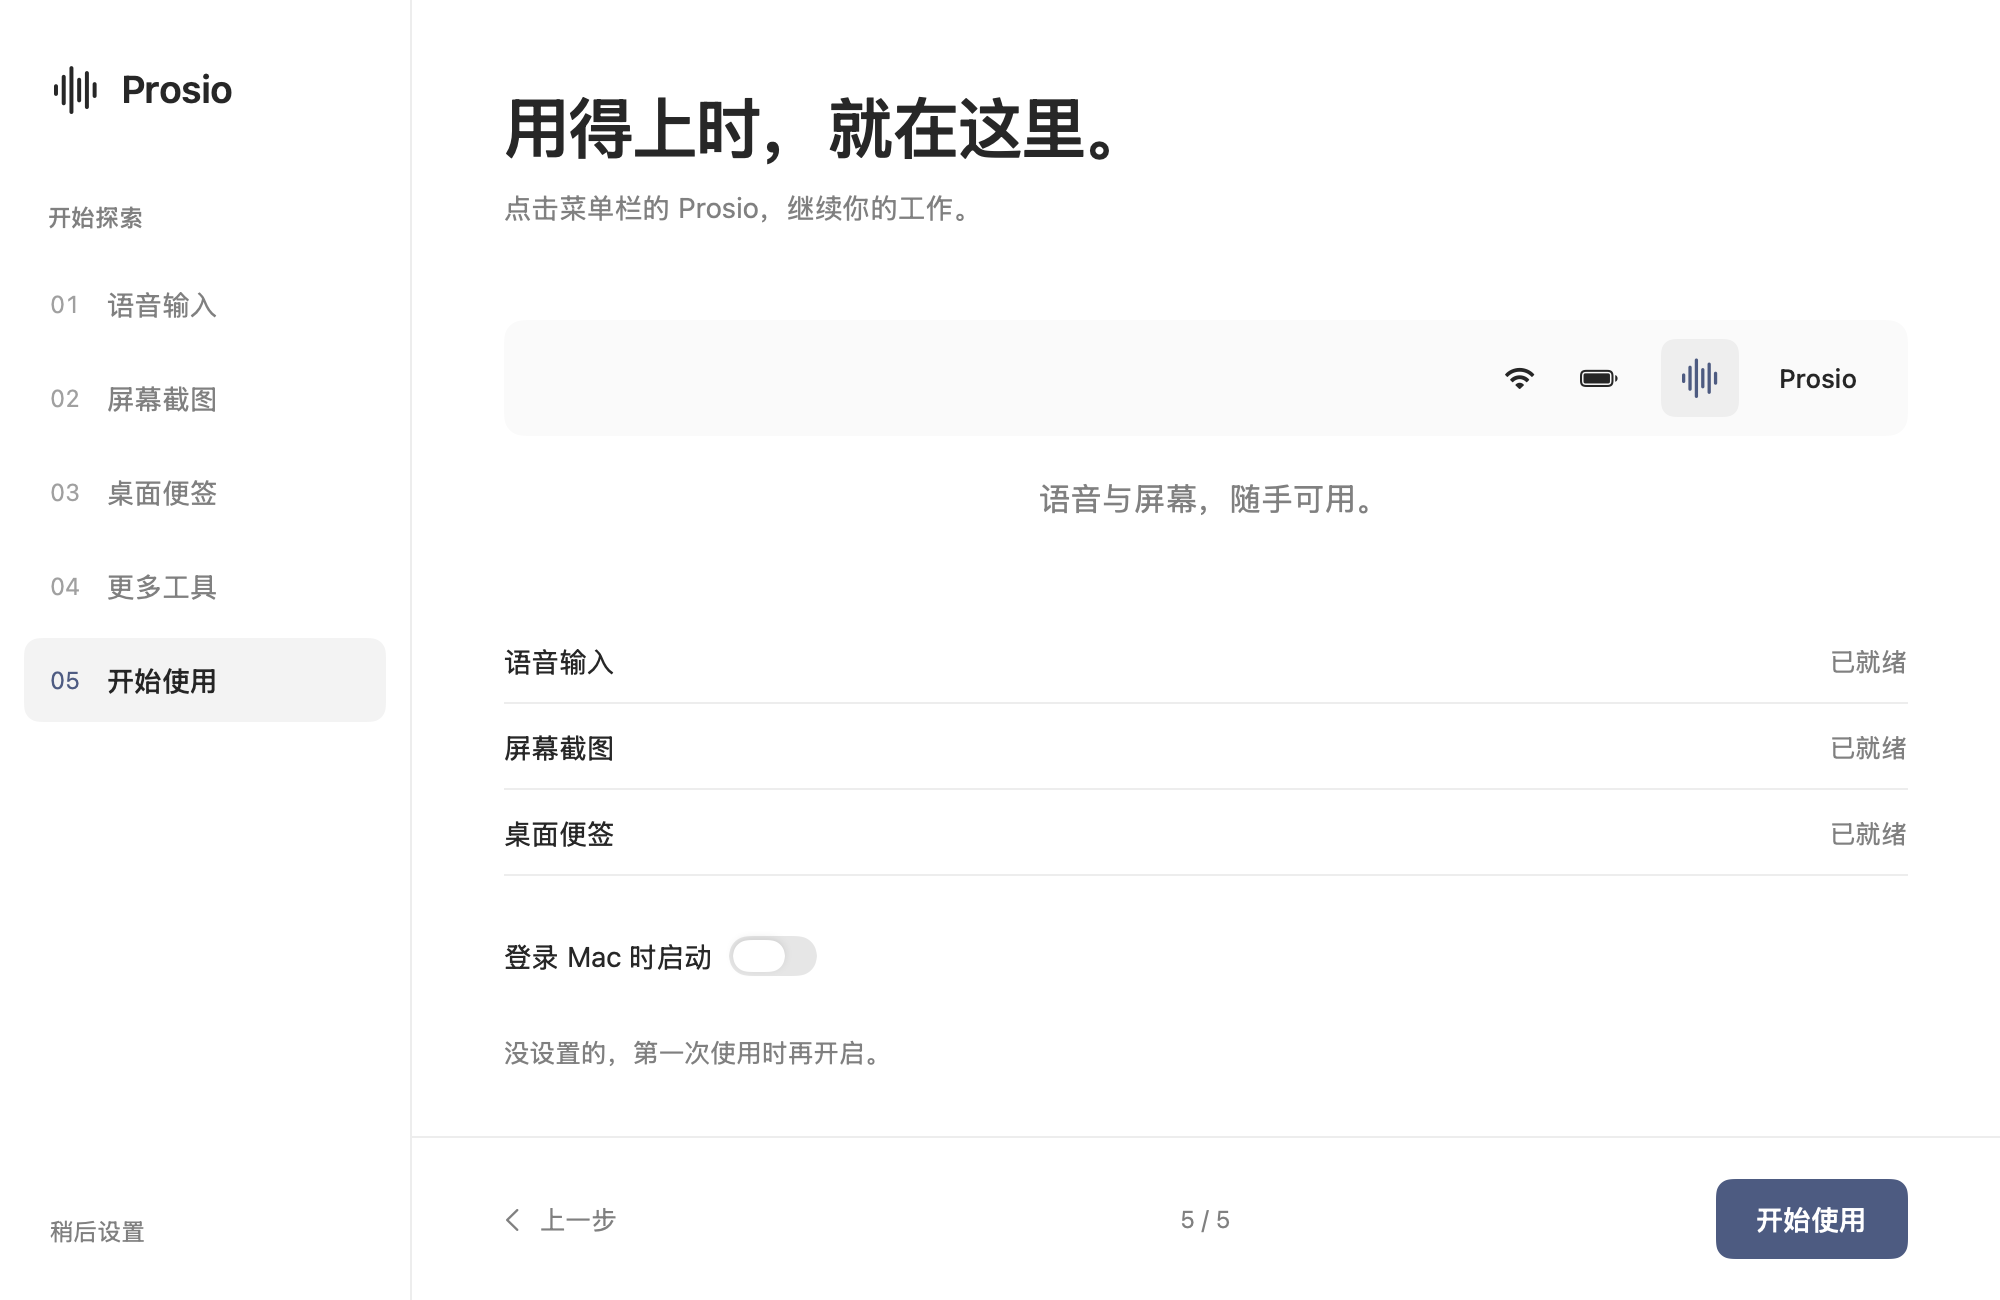 Prosio
开始探索
01 语音输入
02 屏幕截图
03 桌面便签
04 更多工具
05 开始使用
稍后设置
用得上时，就在这里。
点击菜单栏的 Prosio，继续你的工作。
Prosio
语音与屏幕，随手可用。
语音输入 已就绪
屏幕截图 已就绪
桌面便签 已就绪
登录 Mac 时启动
没设置的，第一次使用时再开启。
上一步 5 / 5 开始使用